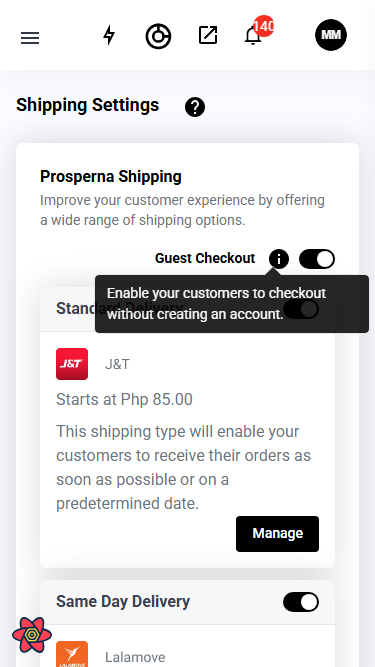 140
MM
Shipping Settings
Prosperna Shipping
Improve your customer experience by offering
a wide range of shipping options.
Guest Checkout
Enable your customers to checkout
without creating an account.
Standard Delivery
J&T
J&T
Starts at Php 85.00
This shipping type will enable your
customers to receive their orders as
soon as possible or on a
predetermined date.
Manage
Same Day Delivery
LALAMOVE
Lalamove